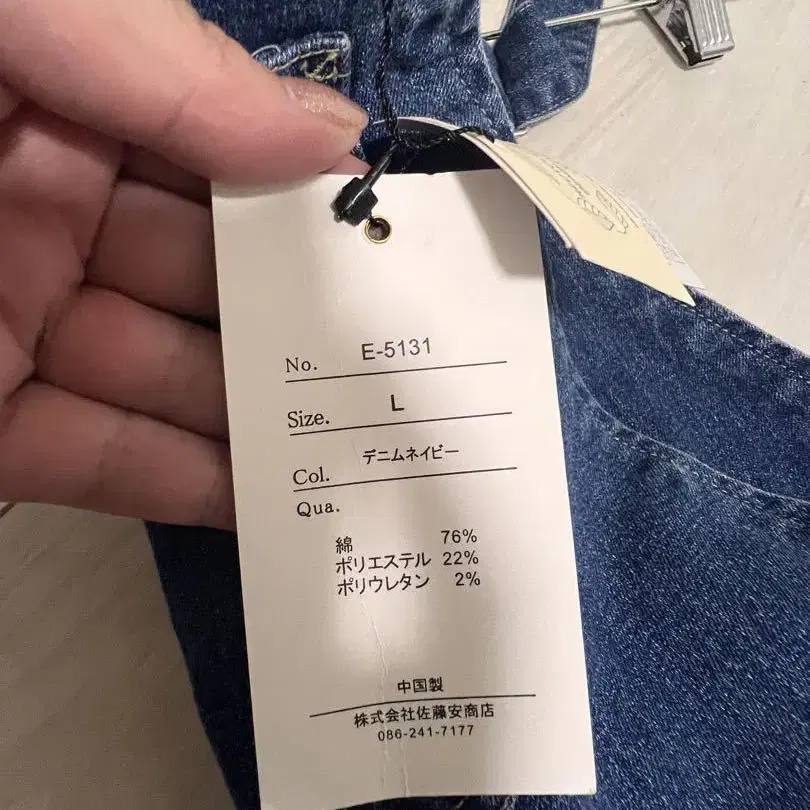 No. E-5131
Size. L
Col. デニムネイビー
Qua.
綿 76%
ポリエステル 22%
ポリウレタン 2%
中国製
株式会社佐藤安商店
086-241-7177